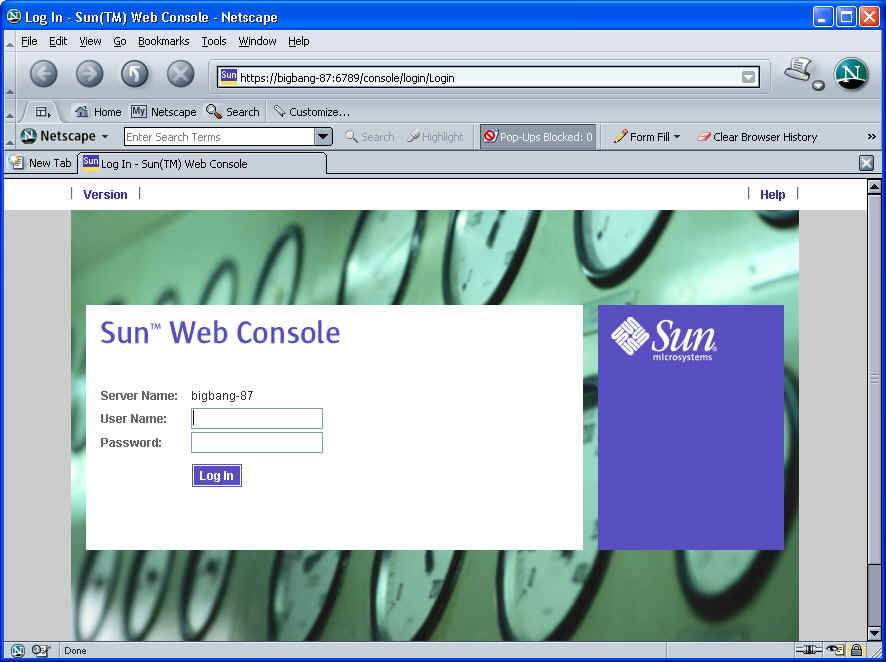 Log In - Sun(TM) Web Console - Netscape
File Edit View Go Bookmarks Tools Window Help
Sun https://bigbang-87:6789/console/login/Login
N
Home My Netscape Search Customize...
Netscape Enter Search Terms Search Highlight Pop-Ups Blocked: 0 Form Fill Clear Browser History »
New Tab Sun Log In - Sun(TM) Web Console
Version Help
Sun™ Web Console
Sun
microsystems
Server Name: bigbang-87
User Name:
Password:
Log In
Done